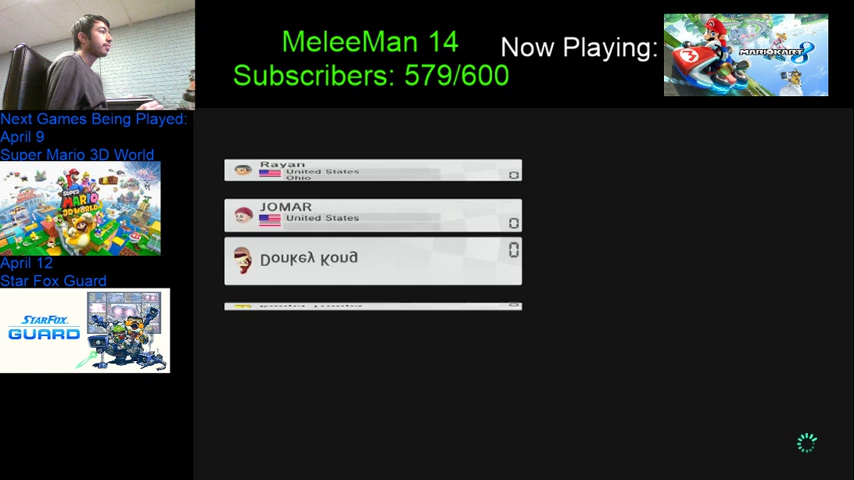 MeleeMan 14
Subscribers: 579/600
Now Playing:
MARIOKART 8
Next Games Being Played:
April 9
Super Mario 3D World
SUPER
MARIO
3D WORLD
April 12
Star Fox Guard
STARFOX
GUARD
Rayan
United States
Ohio
0
JOMAR
United States
0
Donkey Kong
0